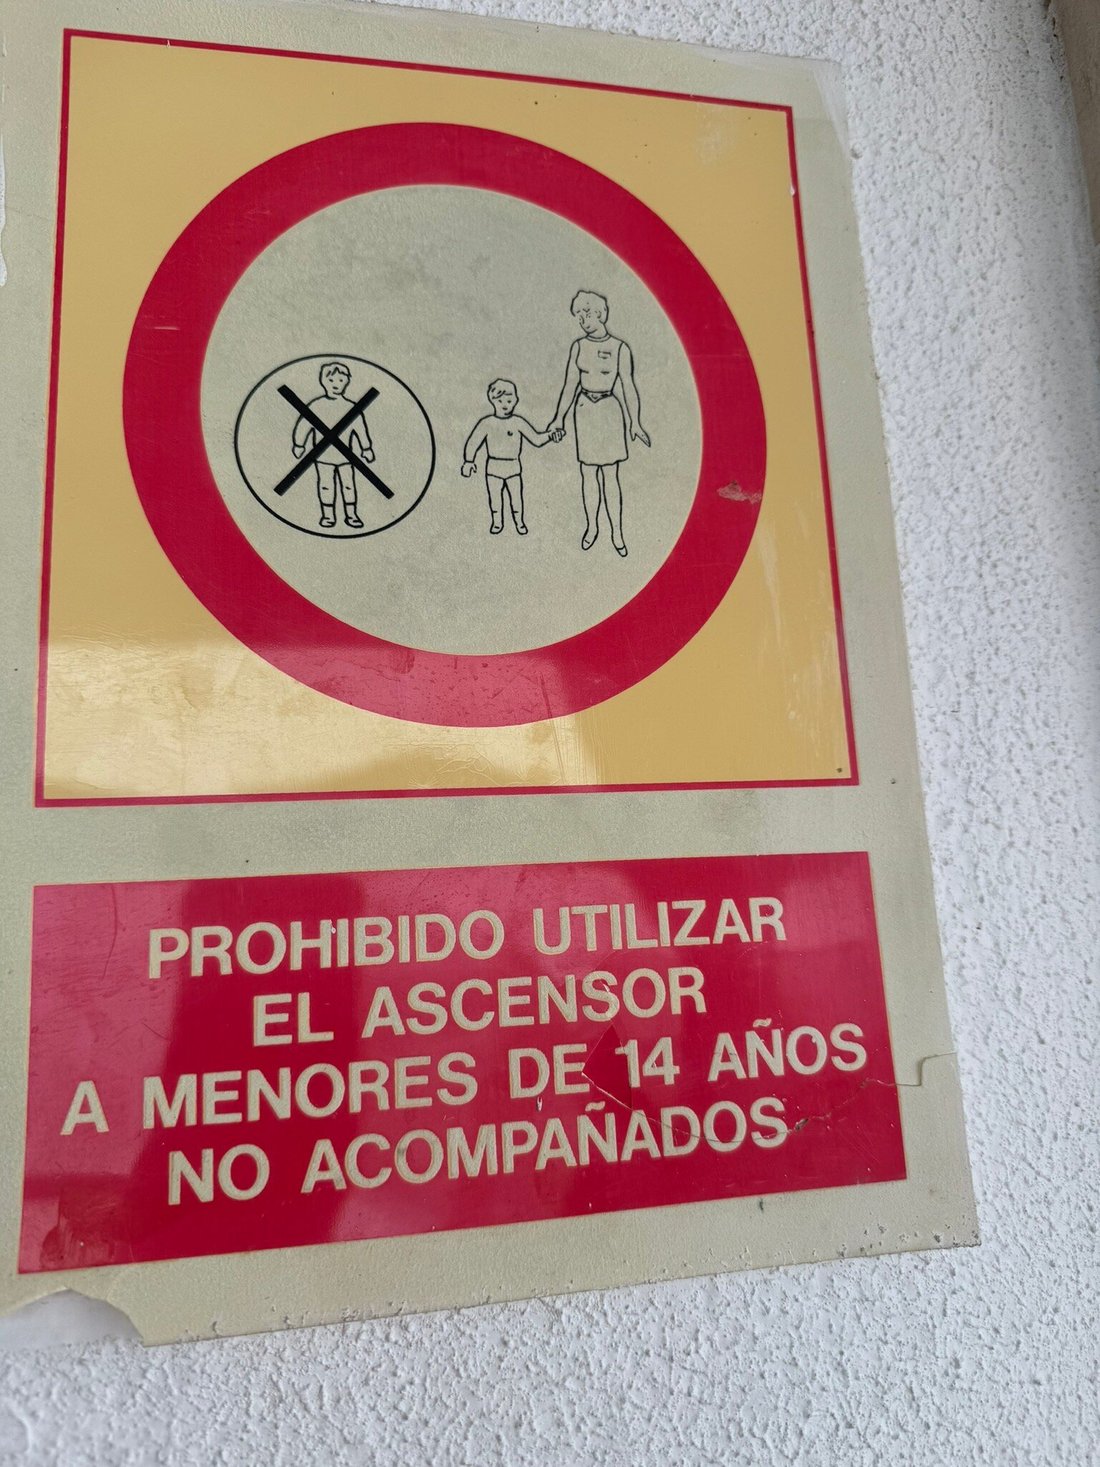 PROHIBIDO UTILIZAR
EL ASCENSOR
A MENORES DE 14 AÑOS
NO ACOMPAÑADOS